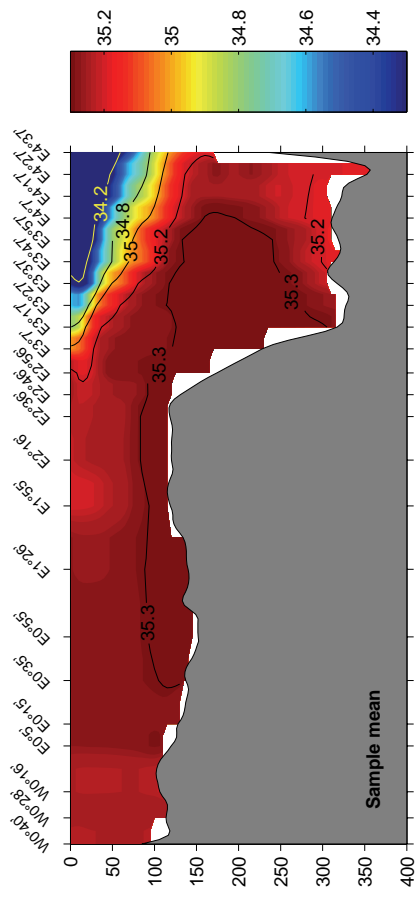 W0°40'
W0°28'
W0°16'
E0°5'
E0°15'
E0°35'
E0°55'
E1°26'
E1°55'
E2°16'
E2°36'
E2°46'
E2°56'
E3°7'
E3°17'
E3°27'
E3°37'
E3°47'
E3°57'
E4°7'
E4°17'
E4°27'
E4°37'
0
50
100
150
200
250
300
350
400
34.2
34.8
35
35.2
35.3
35.3
35.3
35.2
Sample mean
35.2
35
34.8
34.6
34.4